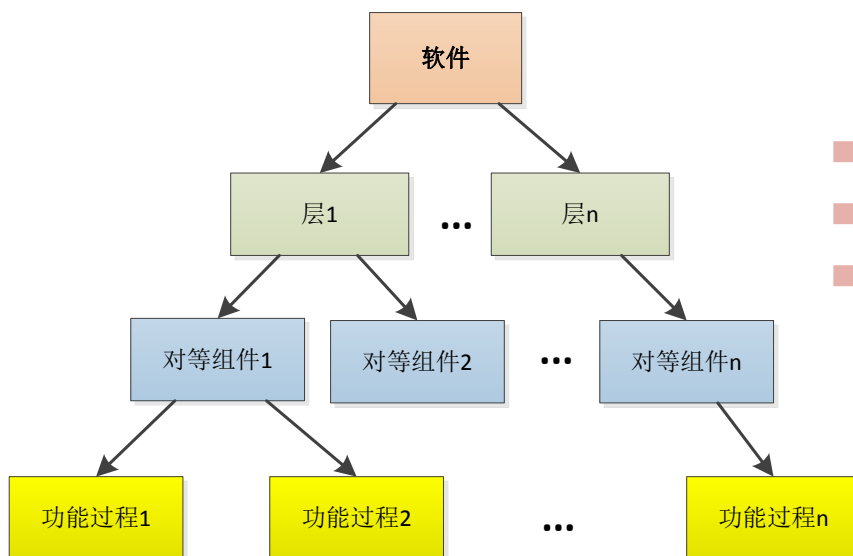 软件
层1
...
层n
对等组件1
对等组件2
...
对等组件n
功能过程1
功能过程2
...
功能过程n